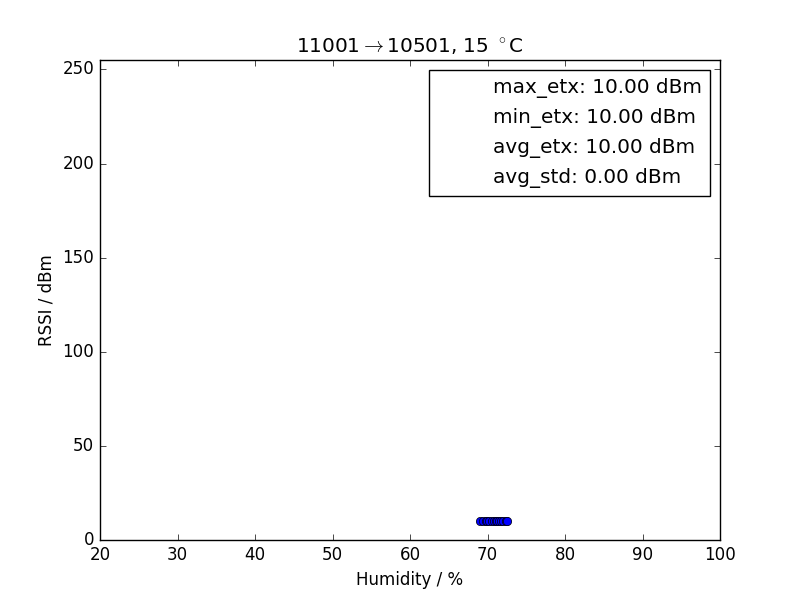 11001→10501, 15 °C
max_etx: 10.00 dBm
min_etx: 10.00 dBm
avg_etx: 10.00 dBm
avg_std: 0.00 dBm
RSSI / dBm
250
200
150
100
50
0
20 30 40 50 60 70 80 90 100
Humidity / %